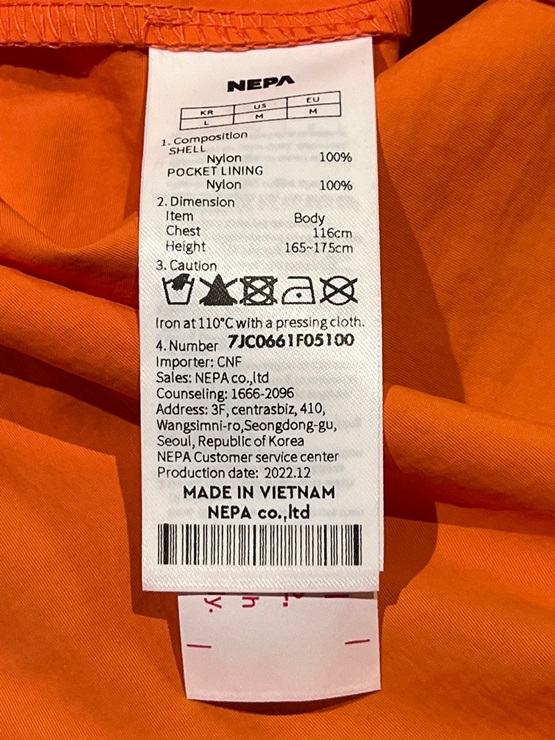 NEPA
KR US EU
L M M
1. Composition
SHELL
Nylon 100%
POCKET LINING
Nylon 100%
2. Dimension
Item Body
Chest 116cm
Height 165~175cm
3. Caution
Iron at 110°C with a pressing cloth.
4. Number 7JC0661F05100
Importer: CNF
Sales: NEPA co.,ltd
Counseling: 1666-2096
Address: 3F, centrasbiz, 410,
Wangsimni-ro,Seongdong-gu,
Seoul, Republic of Korea
NEPA Customer service center
Production date: 2022.12
MADE IN VIETNAM
NEPA co.,ltd